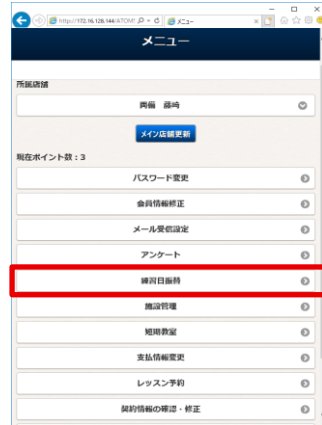 http://172.16.128.144/ATOM/
メニュー
メニュー
所属店舗
両備 藤崎
メイン店舗更新
現在ポイント数:3
パスワード変更
会員情報修正
メール受信設定
アンケート
練習日振替
施設管理
短期教室
支払情報変更
レッスン予約
契約情報の確認・修正